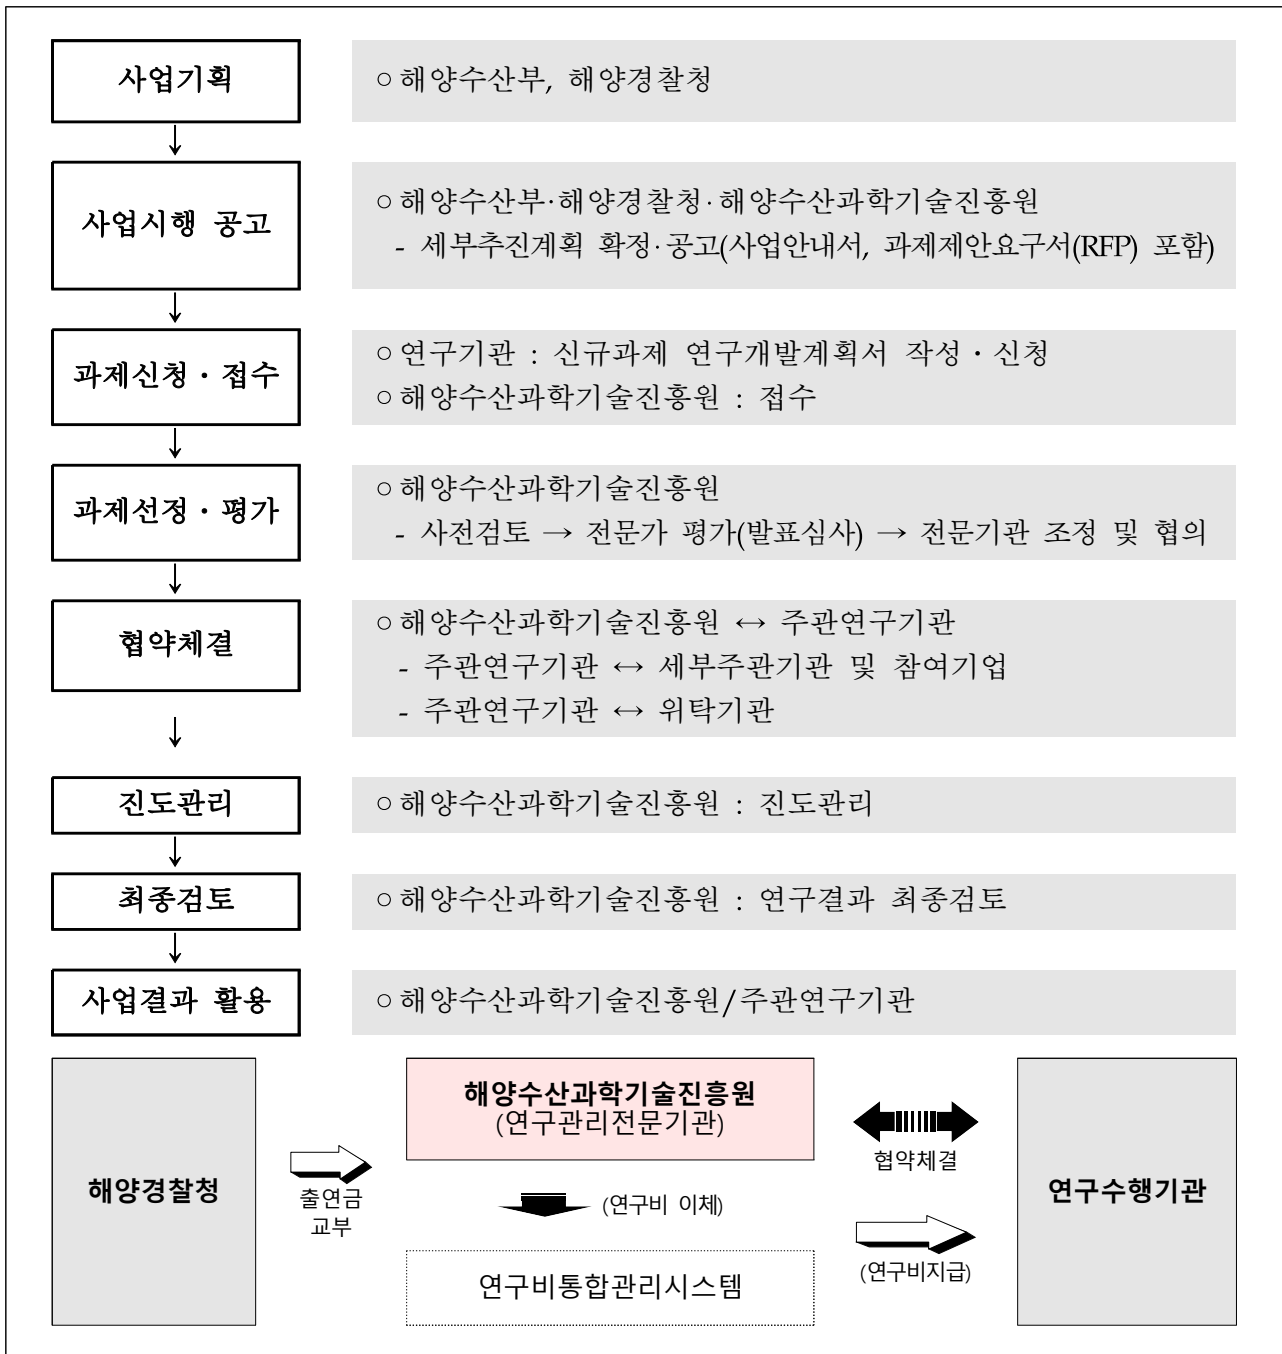 사업기획
○ 해양수산부, 해양경찰청
↓
사업시행 공고
○ 해양수산부·해양경찰청·해양수산과학기술진흥원
- 세부추진계획 확정·공고(사업안내서, 과제제안요구서(RFP) 포함)
↓
과제신청·접수
○ 연구기관 : 신규과제 연구개발계획서 작성·신청
○ 해양수산과학기술진흥원 : 접수
↓
과제선정·평가
○ 해양수산과학기술진흥원
- 사전검토 → 전문가 평가(발표심사) → 전문기관 조정 및 협의
↓
협약체결
○ 해양수산과학기술진흥원 ↔ 주관연구기관
- 주관연구기관 ↔ 세부주관기관 및 참여기업
- 주관연구기관 ↔ 위탁기관
↓
진도관리
○ 해양수산과학기술진흥원 : 진도관리
↓
최종검토
○ 해양수산과학기술진흥원 : 연구결과 최종검토
↓
사업결과 활용
○ 해양수산과학기술진흥원/주관연구기관
해양경찰청
출연금
교부
해양수산과학기술진흥원
(연구관리전문기관)
(연구비 이체)
연구비통합관리시스템
협약체결
(연구비지급)
연구수행기관